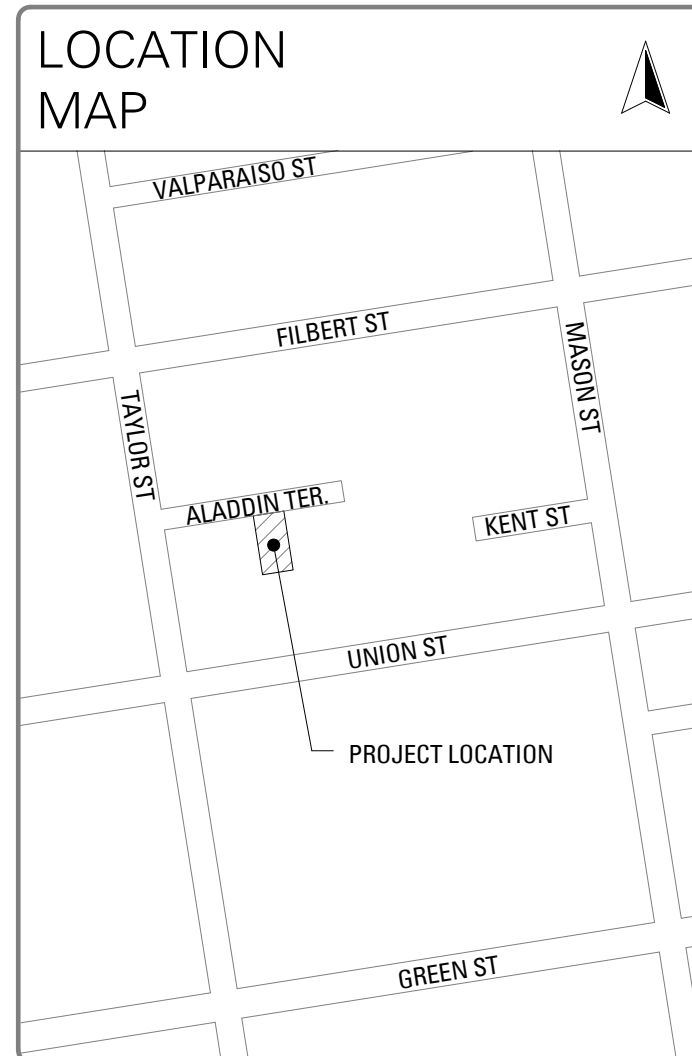 LOCATION
MAP
VALPARAISO ST
FILBERT ST
MASON ST
TAYLOR ST
ALADDIN TER.
KENT ST
UNION ST
PROJECT LOCATION
GREEN ST